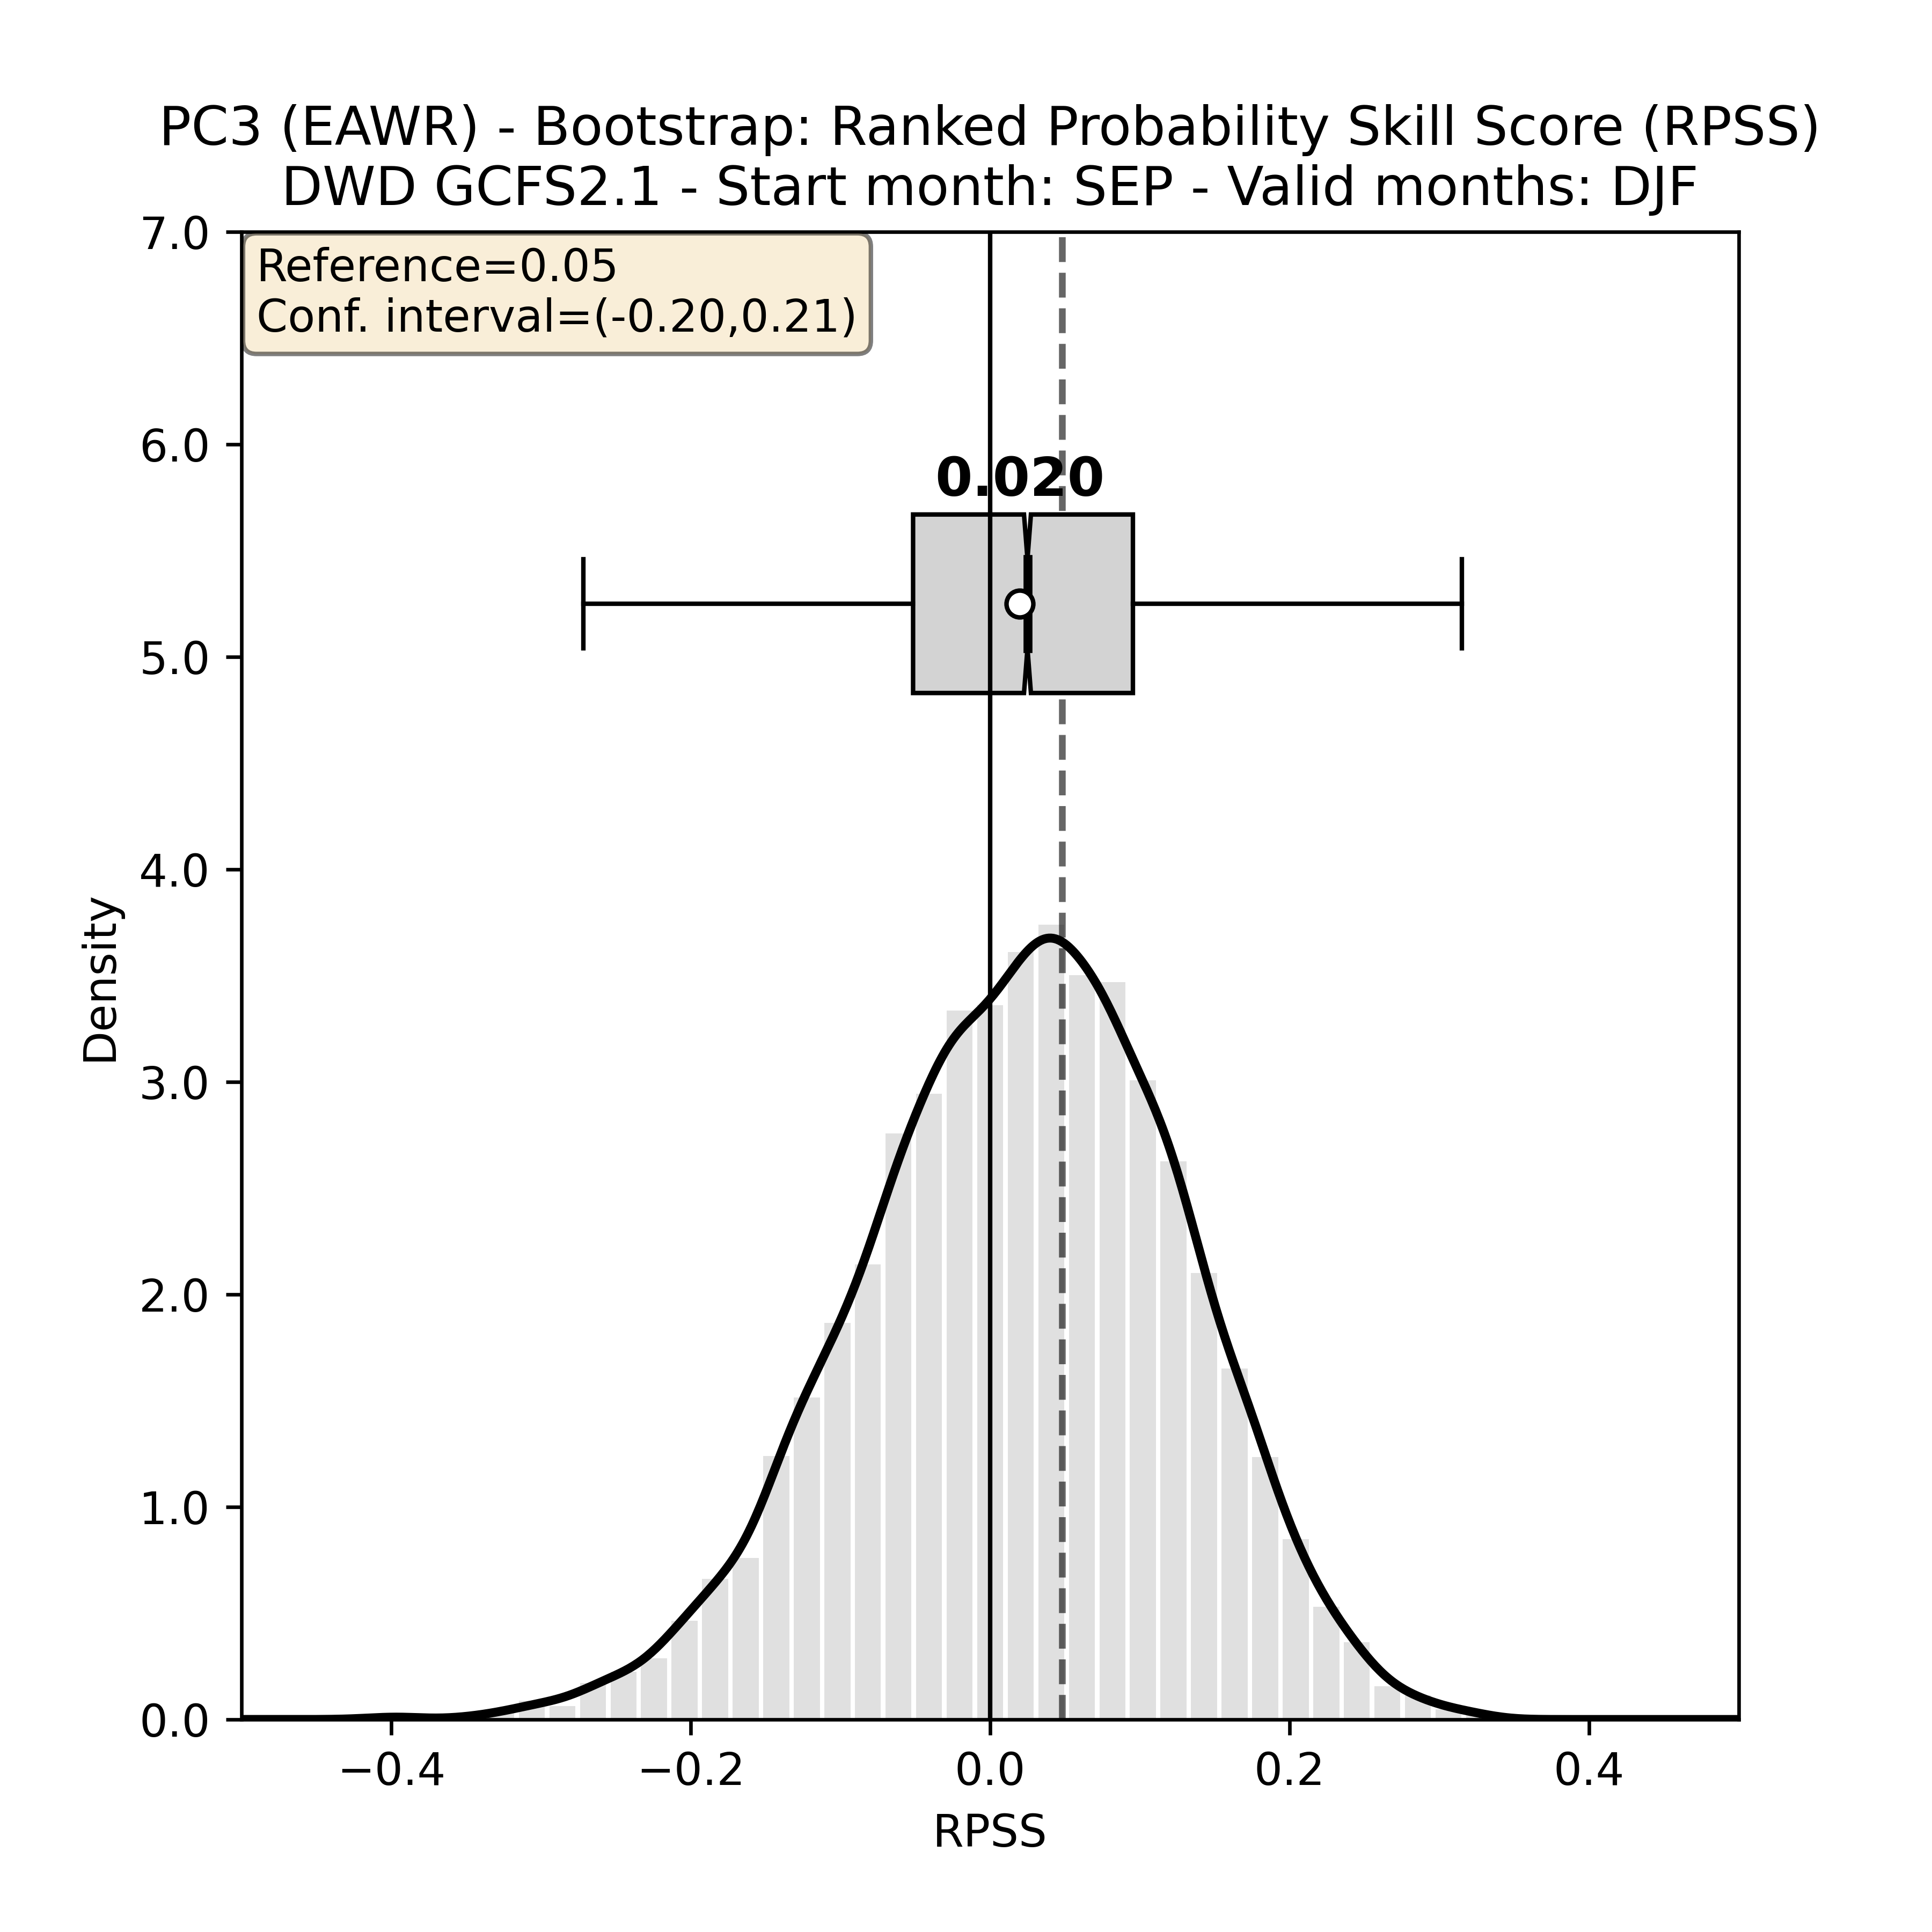 PC3 (EAWR) - Bootstrap: Ranked Probability Skill Score (RPSS)
DWD GCFS2.1 - Start month: SEP - Valid months: DJF
Reference=0.05
Conf. interval=(-0.20,0.21)
0.020
7.0
6.0
5.0
4.0
3.0
2.0
1.0
0.0
Density
−0.4
−0.2
0.0
0.2
0.4
RPSS